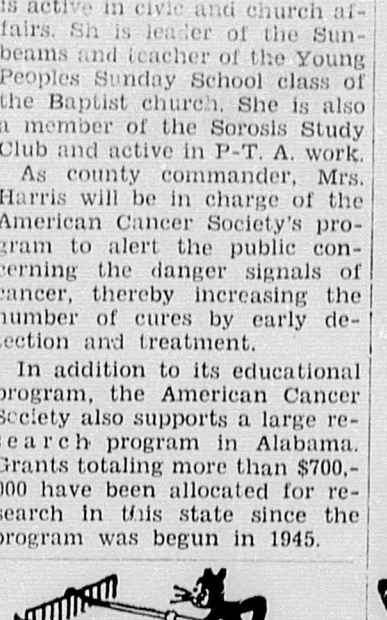 is active in civic and church af-
fairs. Sh is leader of the Sun-
beams and teacher of the Young
Peoples Sunday School class of
the Baptist church. She is also
a member of the Sorosis Study
Club and active in P-T. A. work.
As county commander, Mrs.
Harris will be in charge of the
American Cancer Society's pro-
gram to alert the public con-
cerning the danger signals of
cancer, thereby increasing the
number of cures by early de-
tection and treatment.
In addition to its educational
program, the American Cancer
Society also supports a large re-
search program in Alabama.
Grants totaling more than $700,-
000 have been allocated for re-
search in this state since the
program was begun in 1945.